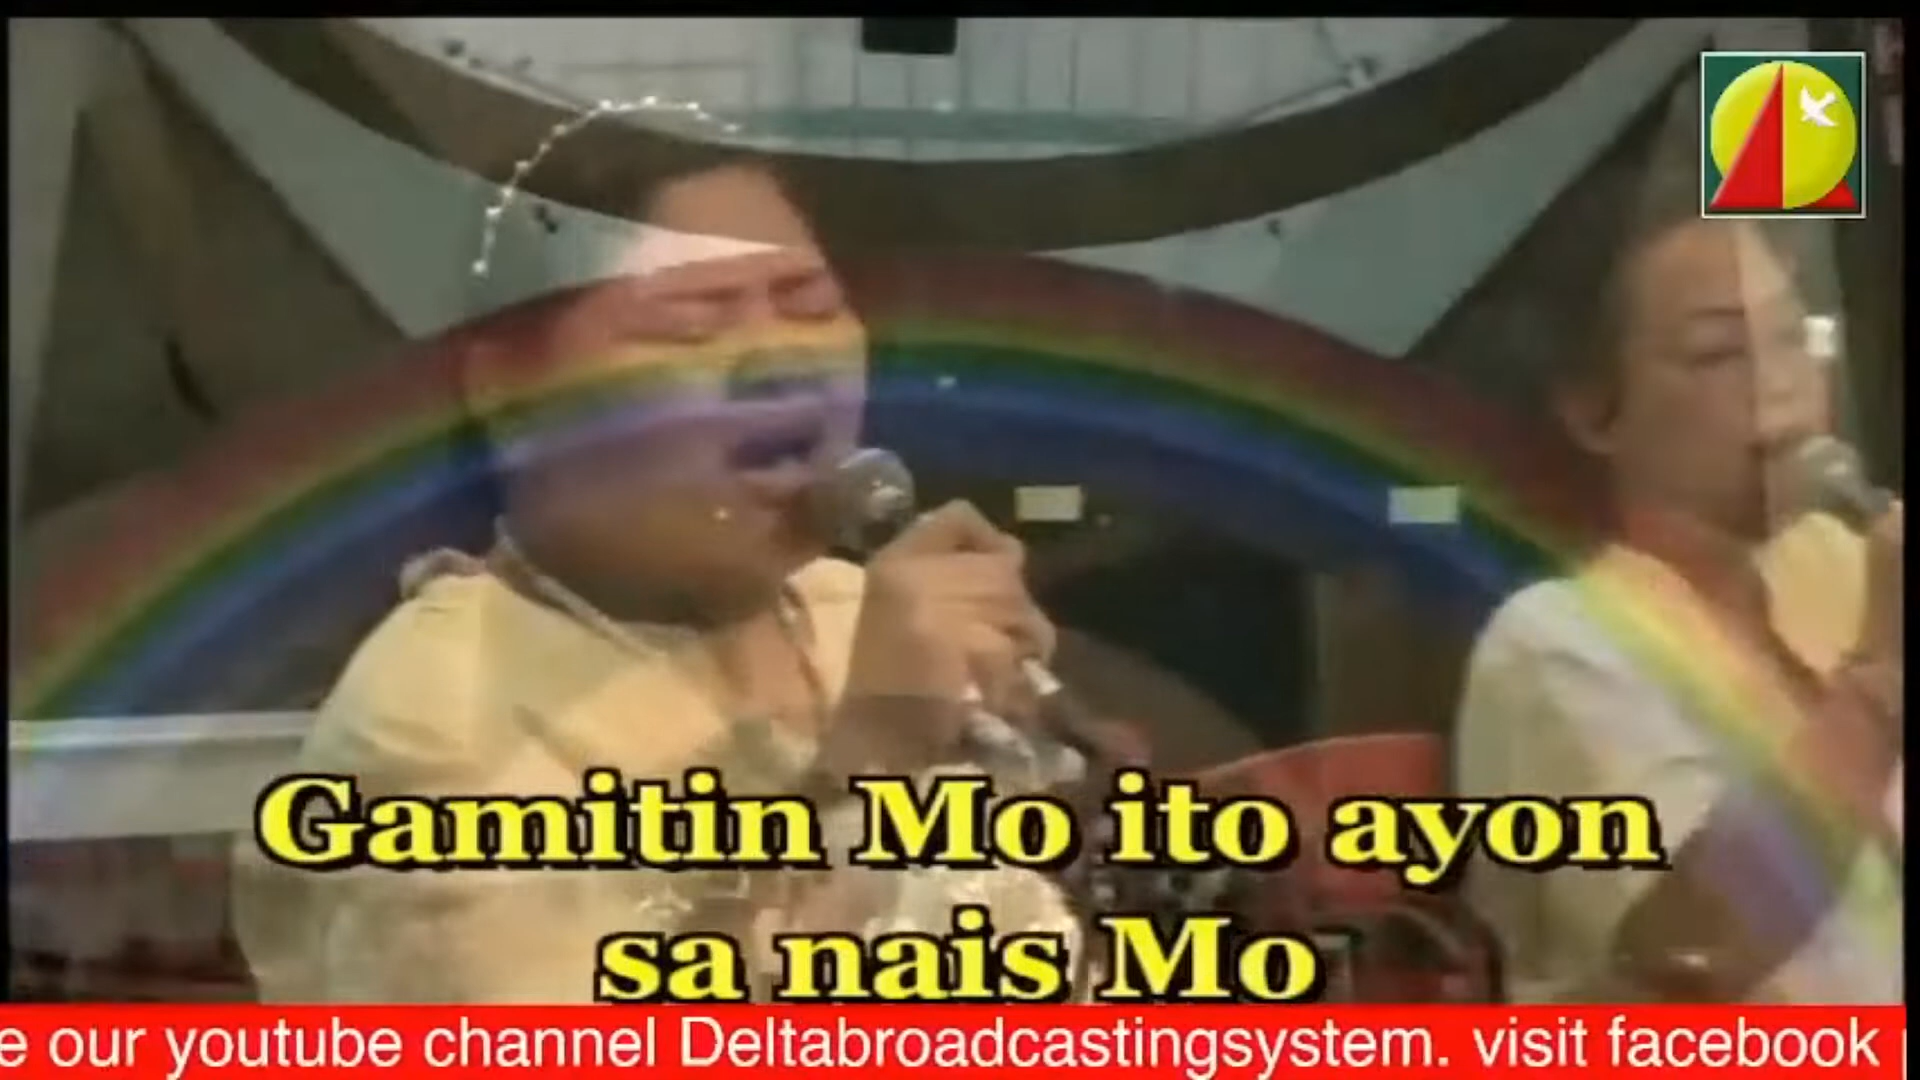 Gamitin Mo ito ayon
sa nais Mo
e our youtube channel Deltabroadcastingsystem. visit facebook